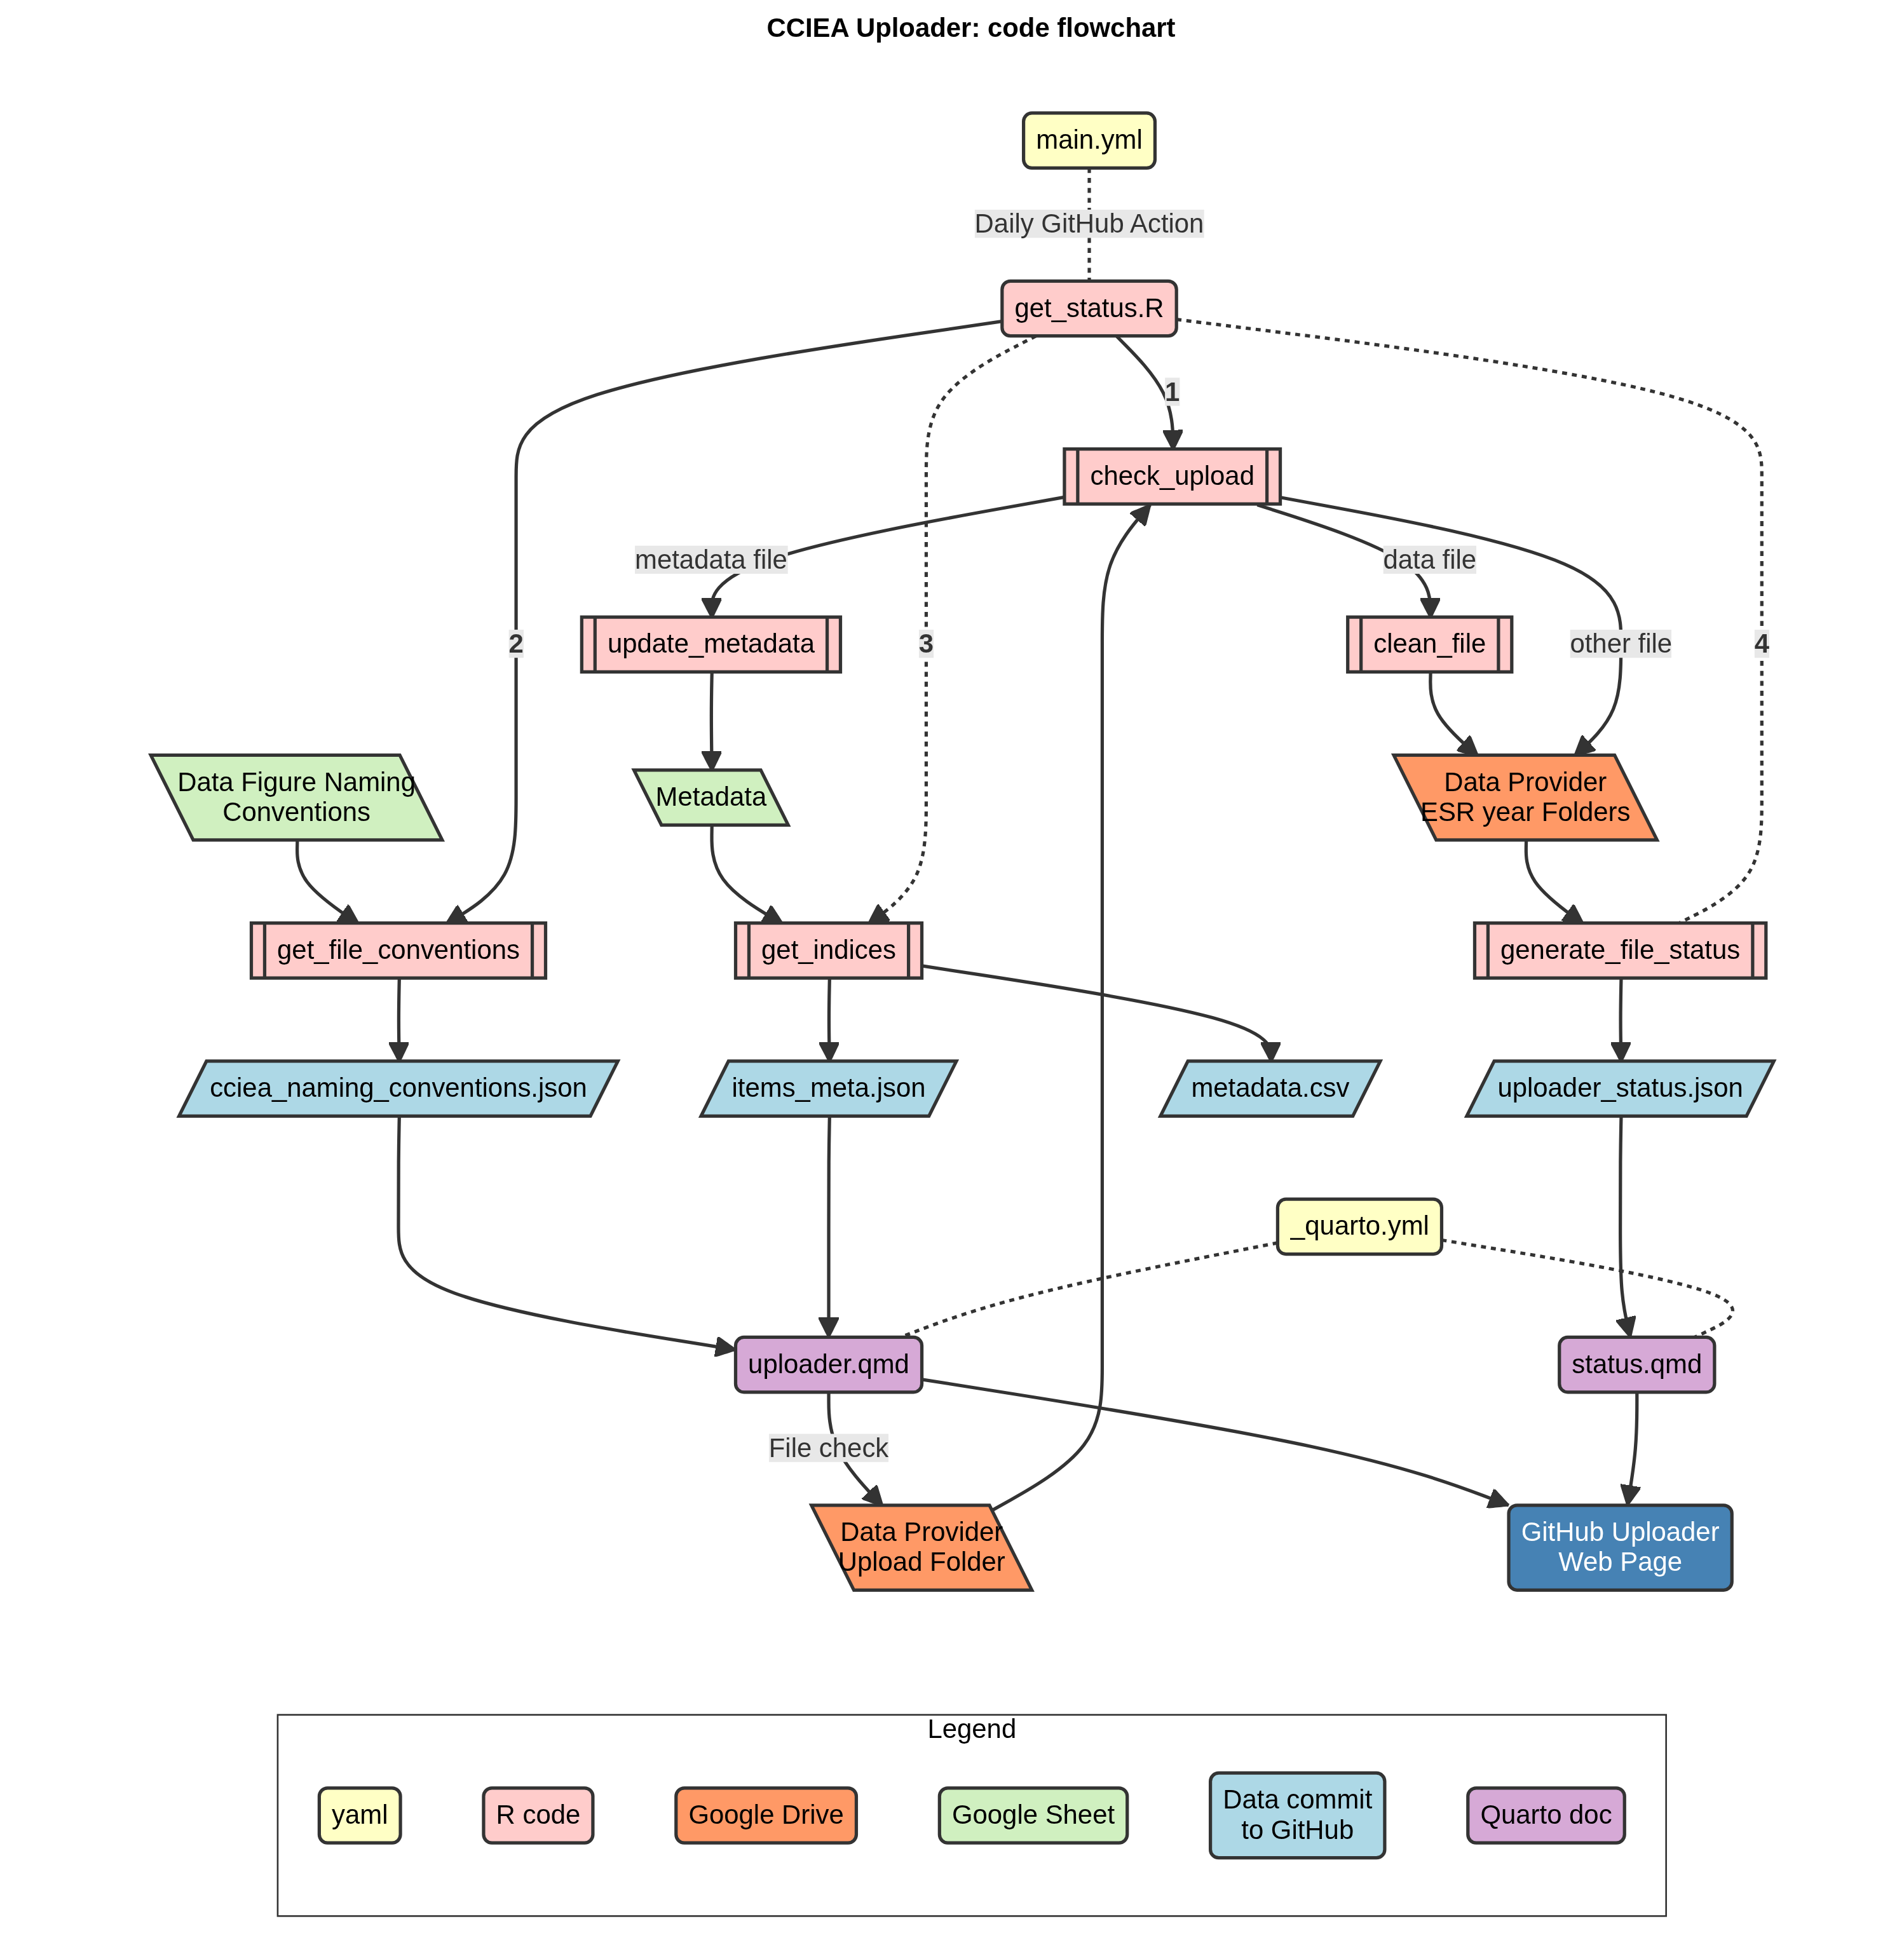 CCIEA Uploader: code flowchart
main.yml
Daily GitHub Action
get_status.R
1
check_upload
metadata file
data file
update_metadata
clean_file
2
3
other file
4
Data Figure Naming
Conventions
Metadata
Data Provider
ESR year Folders
get_file_conventions
get_indices
generate_file_status
cciea_naming_conventions.json
items_meta.json
metadata.csv
uploader_status.json
_quarto.yml
uploader.qmd
status.qmd
File check
Data Provider
Upload Folder
GitHub Uploader
Web Page
Legend
yaml
R code
Google Drive
Google Sheet
Data commit
to GitHub
Quarto doc